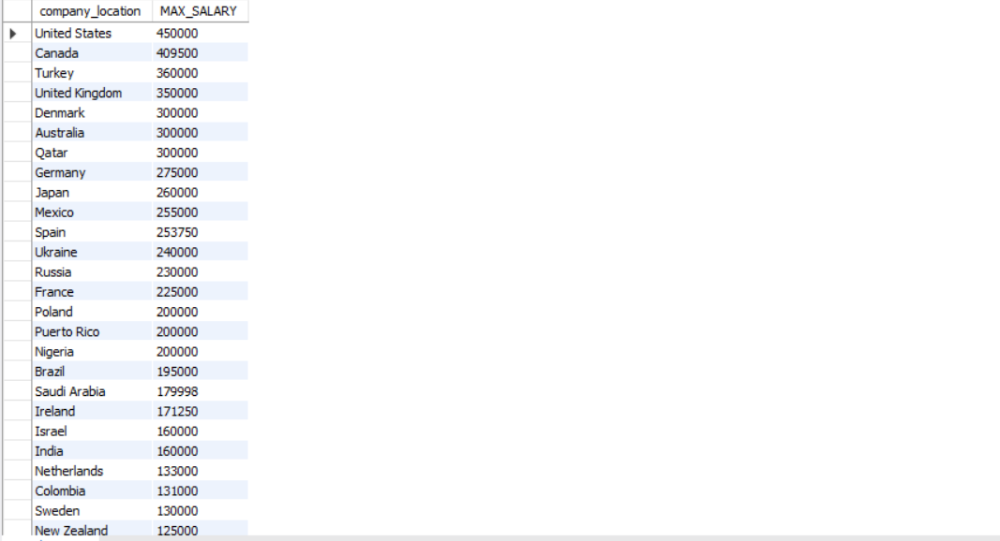 company_location MAX_SALARY
United States 450000
Canada 409500
Turkey 360000
United Kingdom 350000
Denmark 300000
Australia 300000
Qatar 300000
Germany 275000
Japan 260000
Mexico 255000
Spain 253750
Ukraine 240000
Russia 230000
France 225000
Poland 200000
Puerto Rico 200000
Nigeria 200000
Brazil 195000
Saudi Arabia 179998
Ireland 171250
Israel 160000
India 160000
Netherlands 133000
Colombia 131000
Sweden 130000
New Zealand 125000